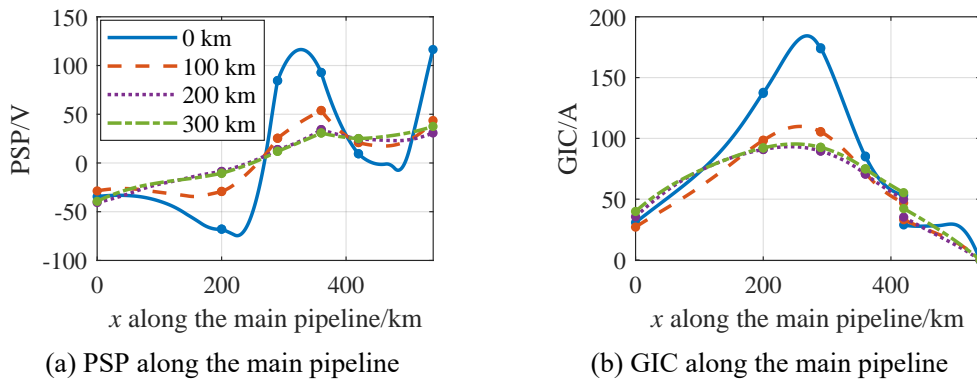 150
100
50
0
-50
-100
PSP/V
0 km
100 km
200 km
300 km
0 200 400
x along the main pipeline/km
(a) PSP along the main pipeline
200
150
100
50
0
GIC/A
0 200 400
x along the main pipeline/km
(b) GIC along the main pipeline